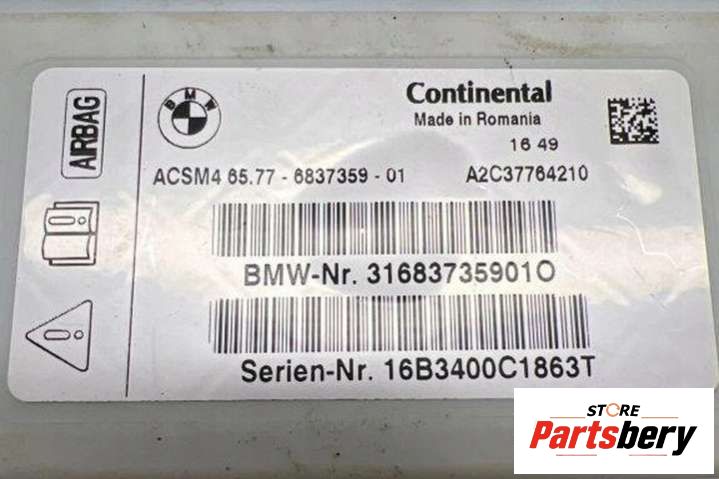 AIRBAG
BMW
Continental
Made in Romania
16 49
ACSM4 65.77 - 6837359 - 01 A2C37764210
BMW-Nr. 31683735901O
Serien-Nr. 16B3400C1863T
STORE
Partsbery